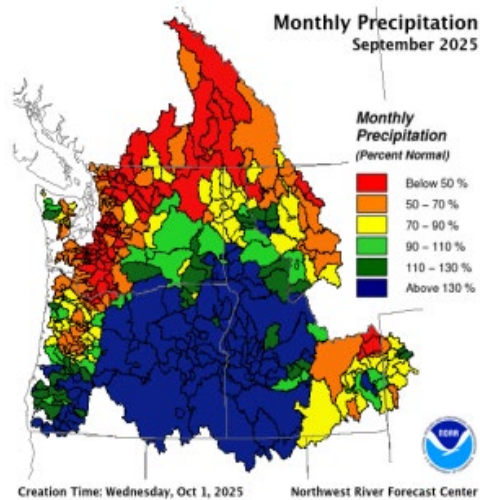 Monthly Precipitation
September 2025
Monthly
Precipitation
(Percent Normal)
Below 50 %
50 – 70 %
70 – 90 %
90 – 110 %
110 – 130 %
Above 130 %
NOAA
Creation Time: Wednesday, Oct 1, 2025
Northwest River Forecast Center